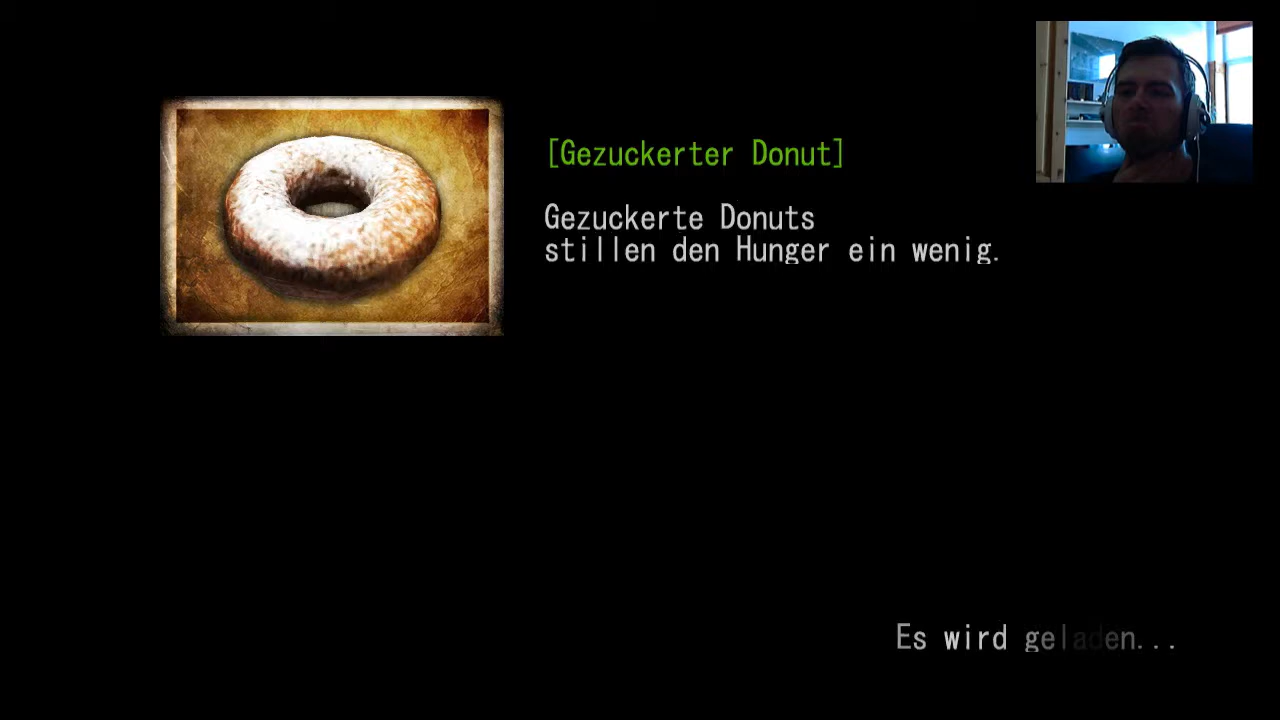 [Gezuckerter Donut]
Gezuckerte Donuts
stillen den Hunger ein wenig.
Es wird geladen...